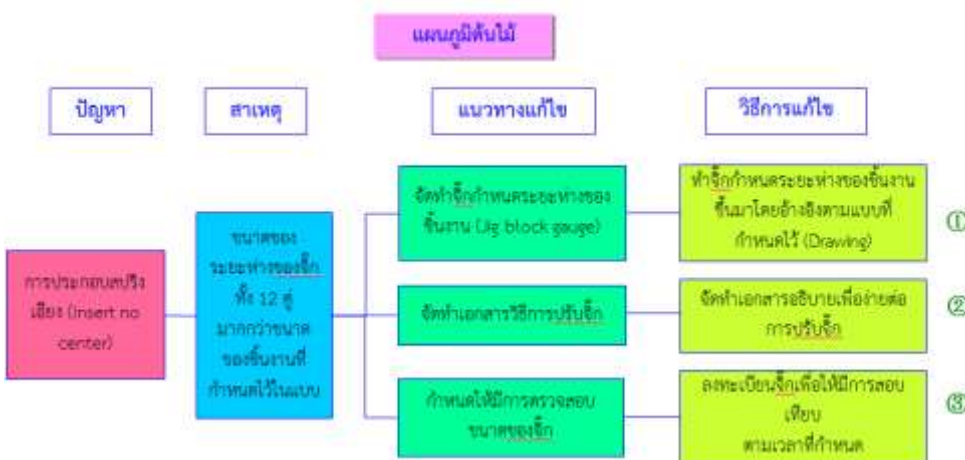 แผนภูมิต้นไม้
ปัญหา
สาเหตุ
แนวทางแก้ไข
วิธีการแก้ไข
การประกอบสปริง
เอียง (Insert no
center)
ขนาดของ
ระยะห่างของจิ๊ก
ทั้ง 12 คู่
มากกว่าขนาด
ของชิ้นงานที่
กำหนดไว้ในแบบ
จัดทำจิ๊กกำหนดระยะห่างของ
ชิ้นงาน (Jig block gauge)
ทำจิ๊กกำหนดระยะห่างของชิ้นงาน
ขึ้นมาโดยอ้างอิงตามแบบที่
กำหนดไว้ (Drawing)
①
จัดทำเอกสารวิธีการปรับจิ๊ก
จัดทำเอกสารอธิบายเพื่อง่ายต่อ
การปรับจิ๊ก
②
กำหนดให้มีการตรวจสอบ
ขนาดของจิ๊ก
ลงทะเบียนจิ๊กเพื่อให้มีการสอบ
เทียบ
ตามเวลาที่กำหนด
③